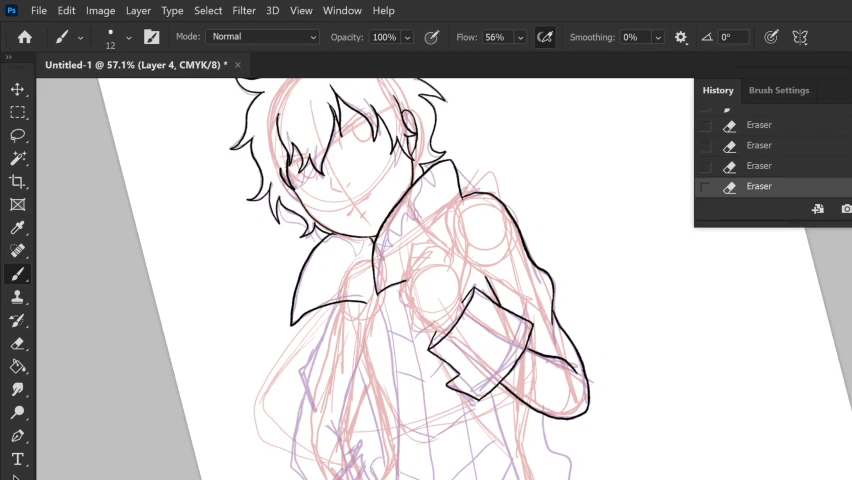 Ps File Edit Image Layer Type Select Filter 3D View Window Help
12 Mode: Normal Opacity: 100% Flow: 56% Smoothing: 0% 0°
Untitled-1 @ 57.1% (Layer 4, CMYK/8) * ×
History Brush Settings
Eraser
Eraser
Eraser
Eraser